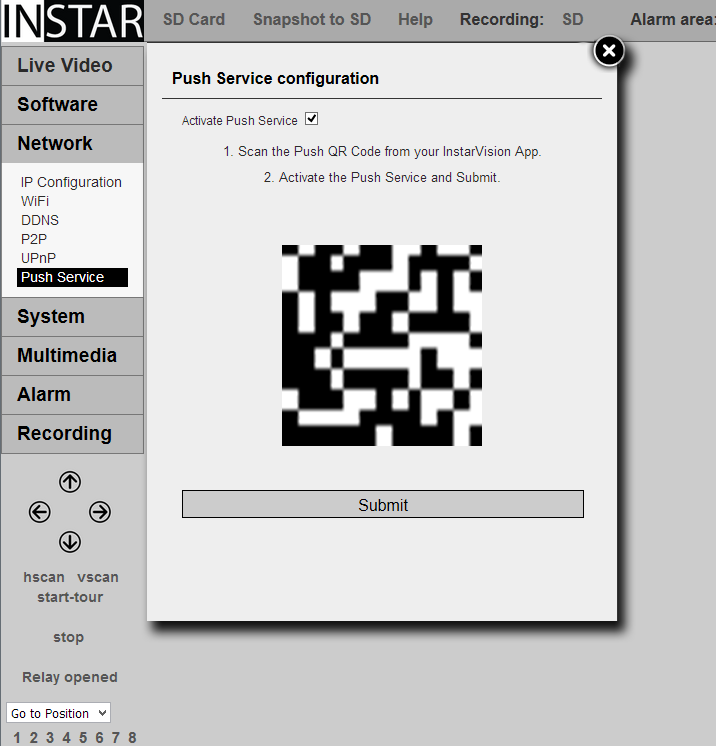 INSTAR
SD Card Snapshot to SD Help Recording: SD Alarm area:
Live Video
Software
Network
IP Configuration
WiFi
DDNS
P2P
UPnP
Push Service
System
Multimedia
Alarm
Recording
hscan vscan
start-tour
stop
Relay opened
Go to Position
1 2 3 4 5 6 7 8
Push Service configuration
Activate Push Service
1. Scan the Push QR Code from your InstarVision App.
2. Activate the Push Service and Submit.
Submit